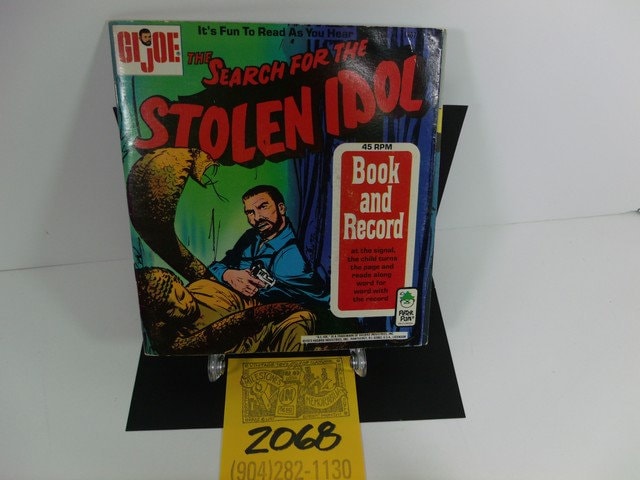 It's Fun To Read As You Hear
GI JOE
THE
SEARCH FOR THE
STOLEN IDOL
45 RPM
Book
and
Record
at the signal,
the child turns
the page and
reads along
word for
word with
the record
2068
(904)282-1130